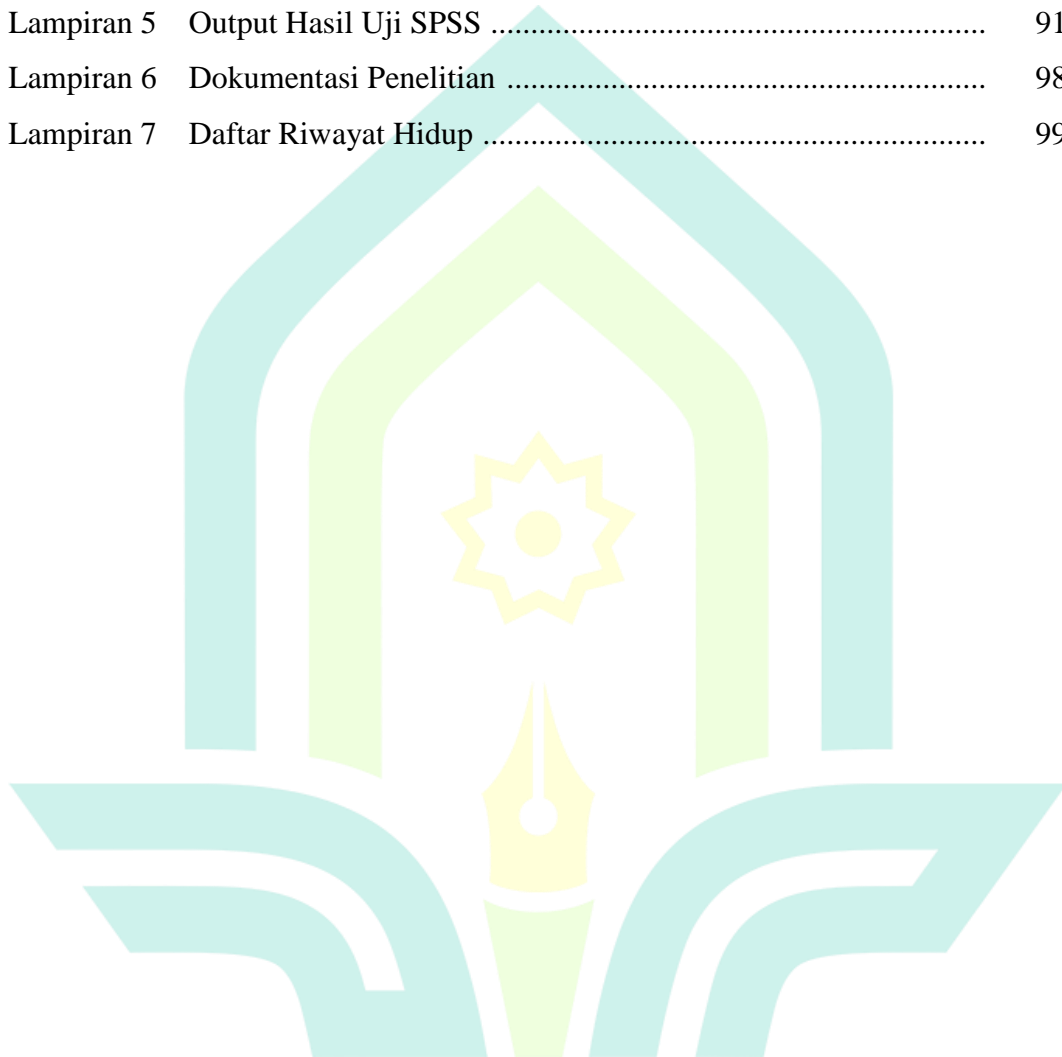 Lampiran 5 Output Hasil Uji SPSS ............................................................. 91
Lampiran 6 Dokumentasi Penelitian ........................................................... 98
Lampiran 7 Daftar Riwayat Hidup .............................................................. 99